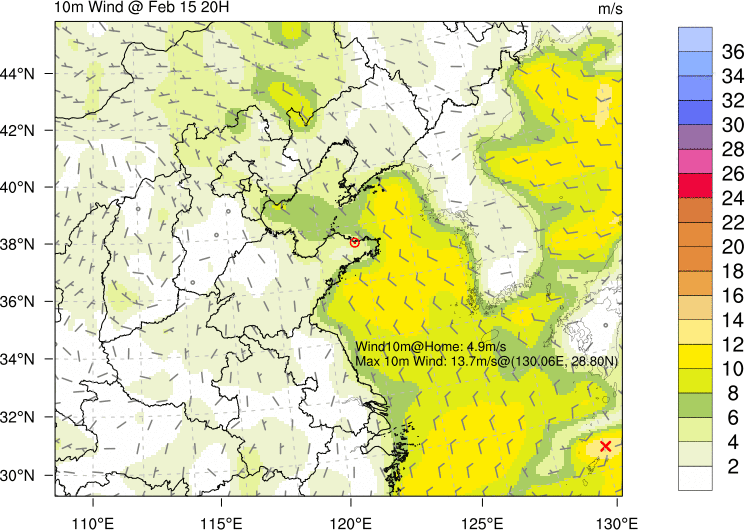 10m Wind @ Feb 15 20H
m/s
44°N
42°N
40°N
38°N
36°N
34°N
32°N
30°N
110°E
115°E
120°E
125°E
130°E
Wind10m@Home: 4.9m/s
Max 10m Wind: 13.7m/s@(130.06E, 28.80N)
36
34
32
30
28
26
24
22
20
18
16
14
12
10
8
6
4
2